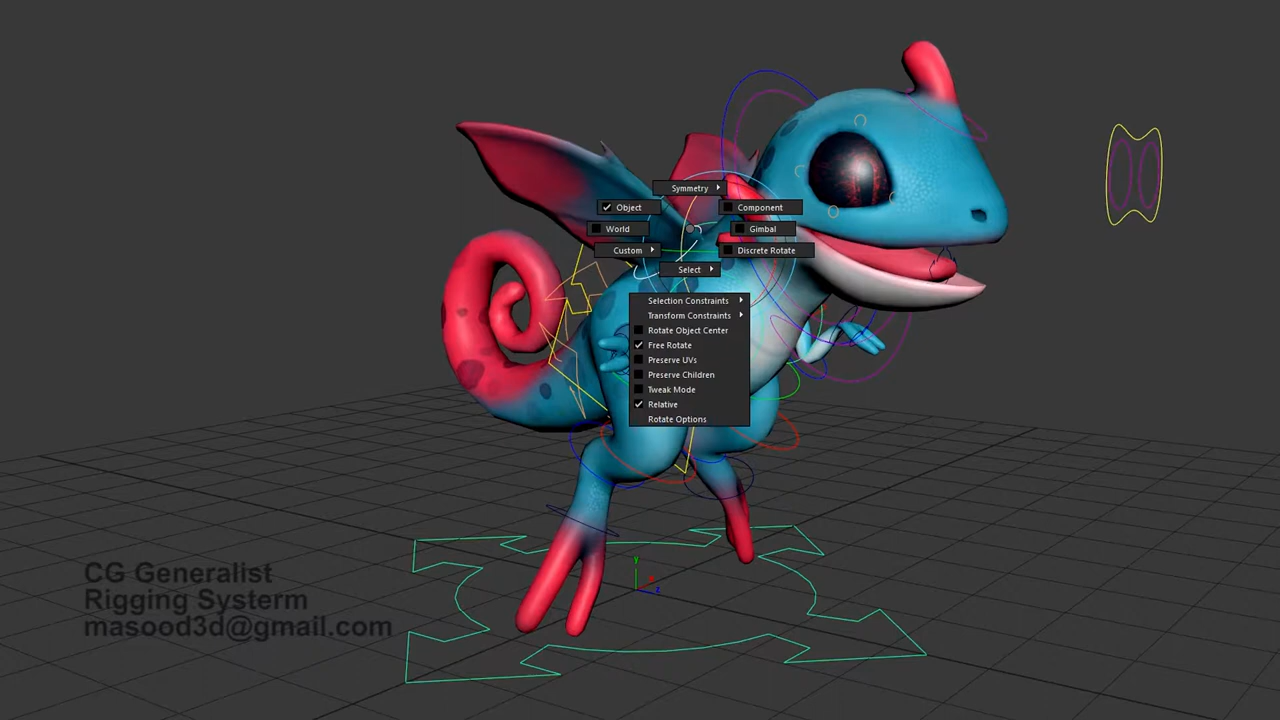 Symmetry
Object
Component
World
Gimbal
Custom
Discrete Rotate
Select
Selection Constraints
Transform Constraints
Rotate Object Center
Free Rotate
Preserve UVs
Preserve Children
Tweak Mode
Relative
Rotate Options
CG Generalist
Rigging Systerm
masood3d@gmail.com
Y
Z